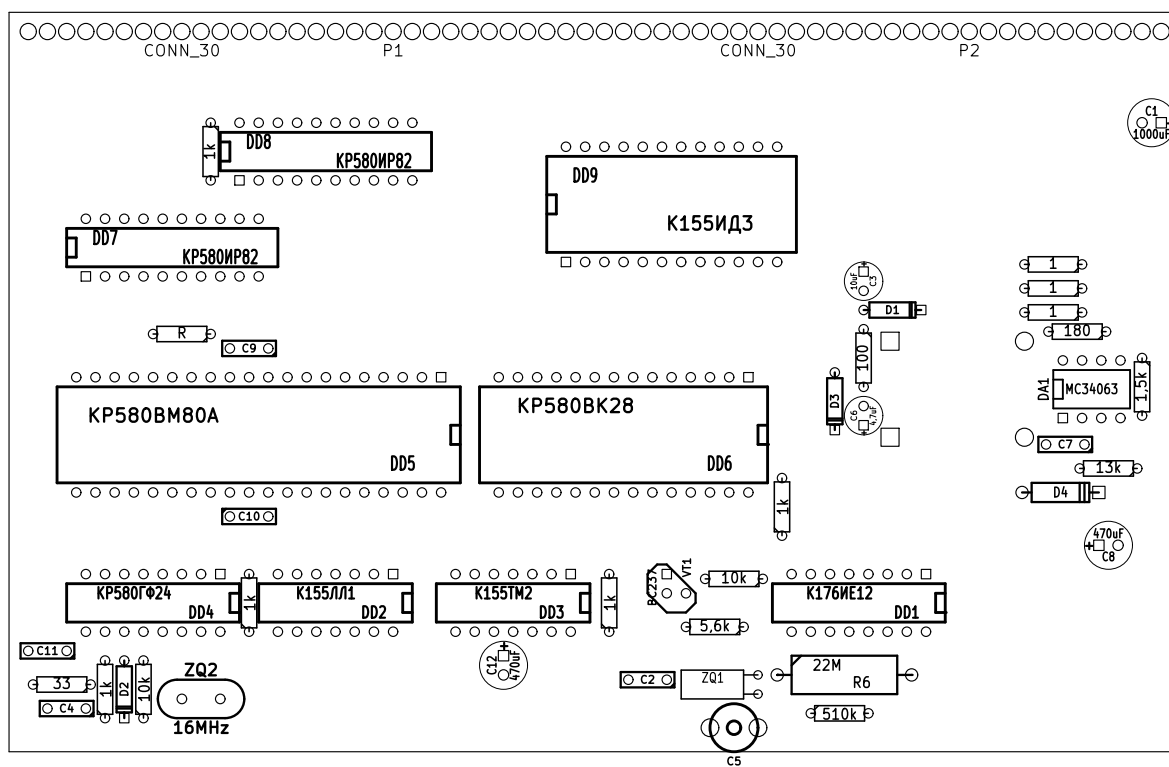 CONN_30
P1
CONN_30
P2
C1
1000uF
1k
DD8
КР580ИР82
DD9
К155ИД3
DD7
КР580ИР82
10uF
C3
1
1
1
D1
180
R
C9
100
DA1
MC34063
1,5k
КР580ВМ80А
КР580ВК28
D3
C6
4,7uF
C7
DD5
DD6
13k
D4
1k
C10
470uF
C8
КР580ГФ24
DD4
1k
К155ЛЛ1
DD2
К155ТМ2
DD3
1k
BC237
VT1
10k
К176ИЕ12
DD1
5,6k
C11
C12
470uF
33
C4
1k
D2
10k
ZQ2
16MHz
C2
ZQ1
22M
R6
510k
C5